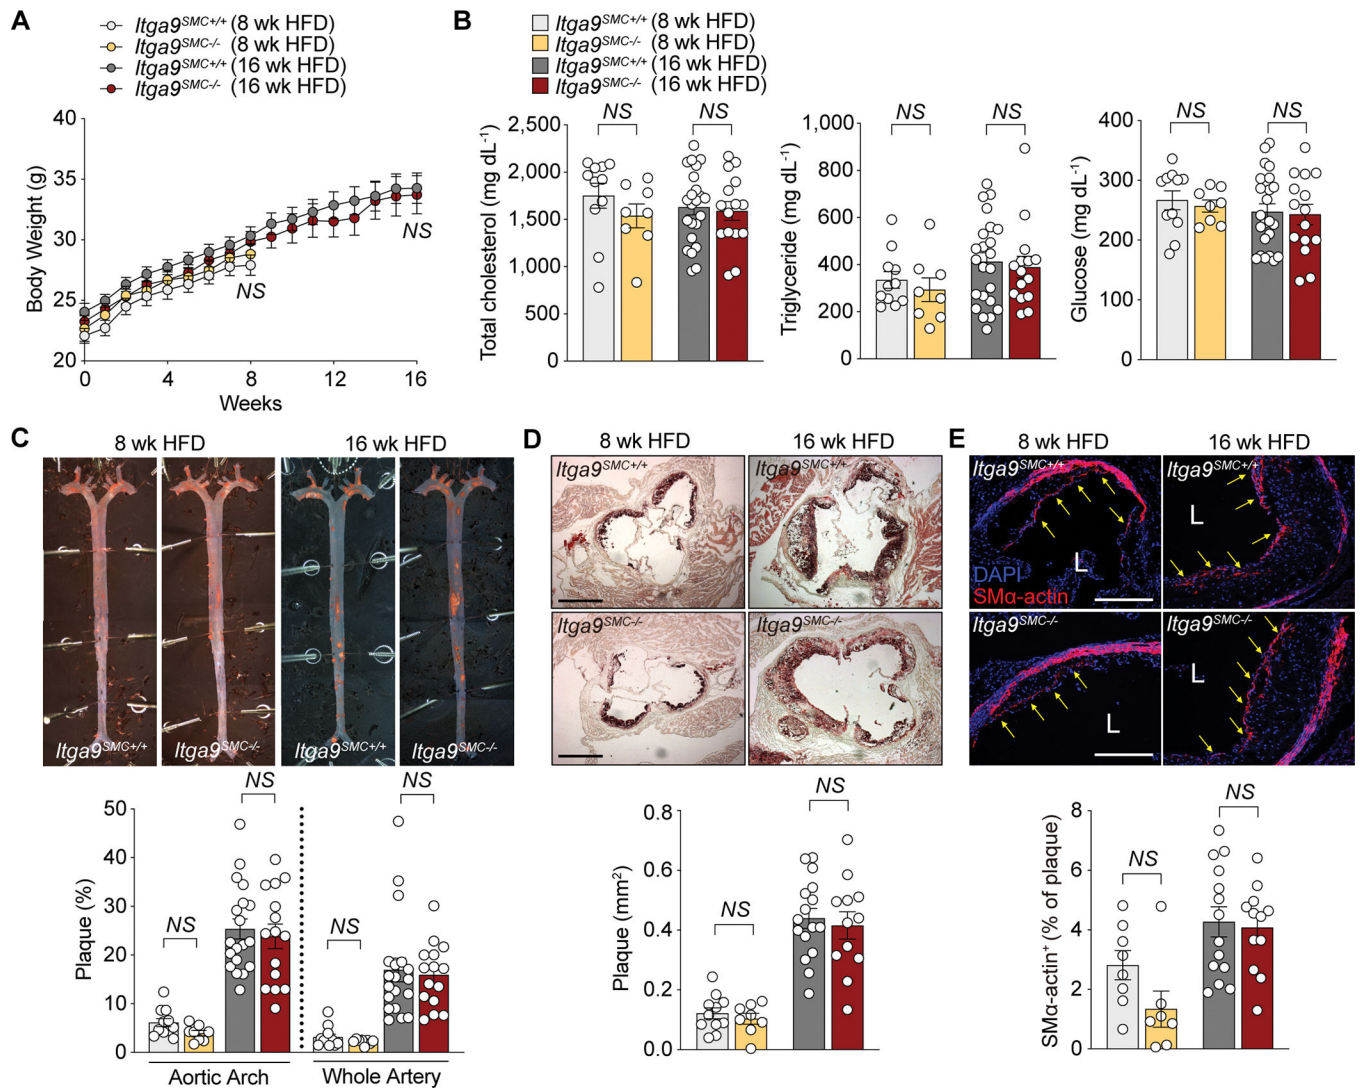 A
Itga9SMC+/+ (8 wk HFD)
Itga9SMC-/- (8 wk HFD)
Itga9SMC+/+ (16 wk HFD)
Itga9SMC-/- (16 wk HFD)
Body Weight (g)
40
35
30
25
20
NS
NS
0 4 8 12 16
Weeks
B
Itga9SMC+/+ (8 wk HFD)
Itga9SMC-/- (8 wk HFD)
Itga9SMC+/+ (16 wk HFD)
Itga9SMC-/- (16 wk HFD)
Total cholesterol (mg dL-1)
2,500
2,000
1,500
1,000
500
0
NS NS
Triglyceride (mg dL-1)
1,000
800
600
400
200
0
NS NS
Glucose (mg dL-1)
400
300
200
100
0
NS NS
C
8 wk HFD 16 wk HFD
Itga9SMC+/+ Itga9SMC-/- Itga9SMC+/+ Itga9SMC-/-
Plaque (%)
50
40
30
20
10
0
NS NS NS NS
Aortic Arch Whole Artery
D
8 wk HFD 16 wk HFD
Itga9SMC+/+ Itga9SMC+/+
Itga9SMC-/- Itga9SMC-/-
Plaque (mm2)
0.8
0.6
0.4
0.2
0.0
NS NS
E
8 wk HFD 16 wk HFD
Itga9SMC+/+ Itga9SMC+/+
L L
DAPI
SMα-actin
Itga9SMC-/- Itga9SMC-/-
L L
SMα-actin+ (% of plaque)
8
6
4
2
0
NS NS